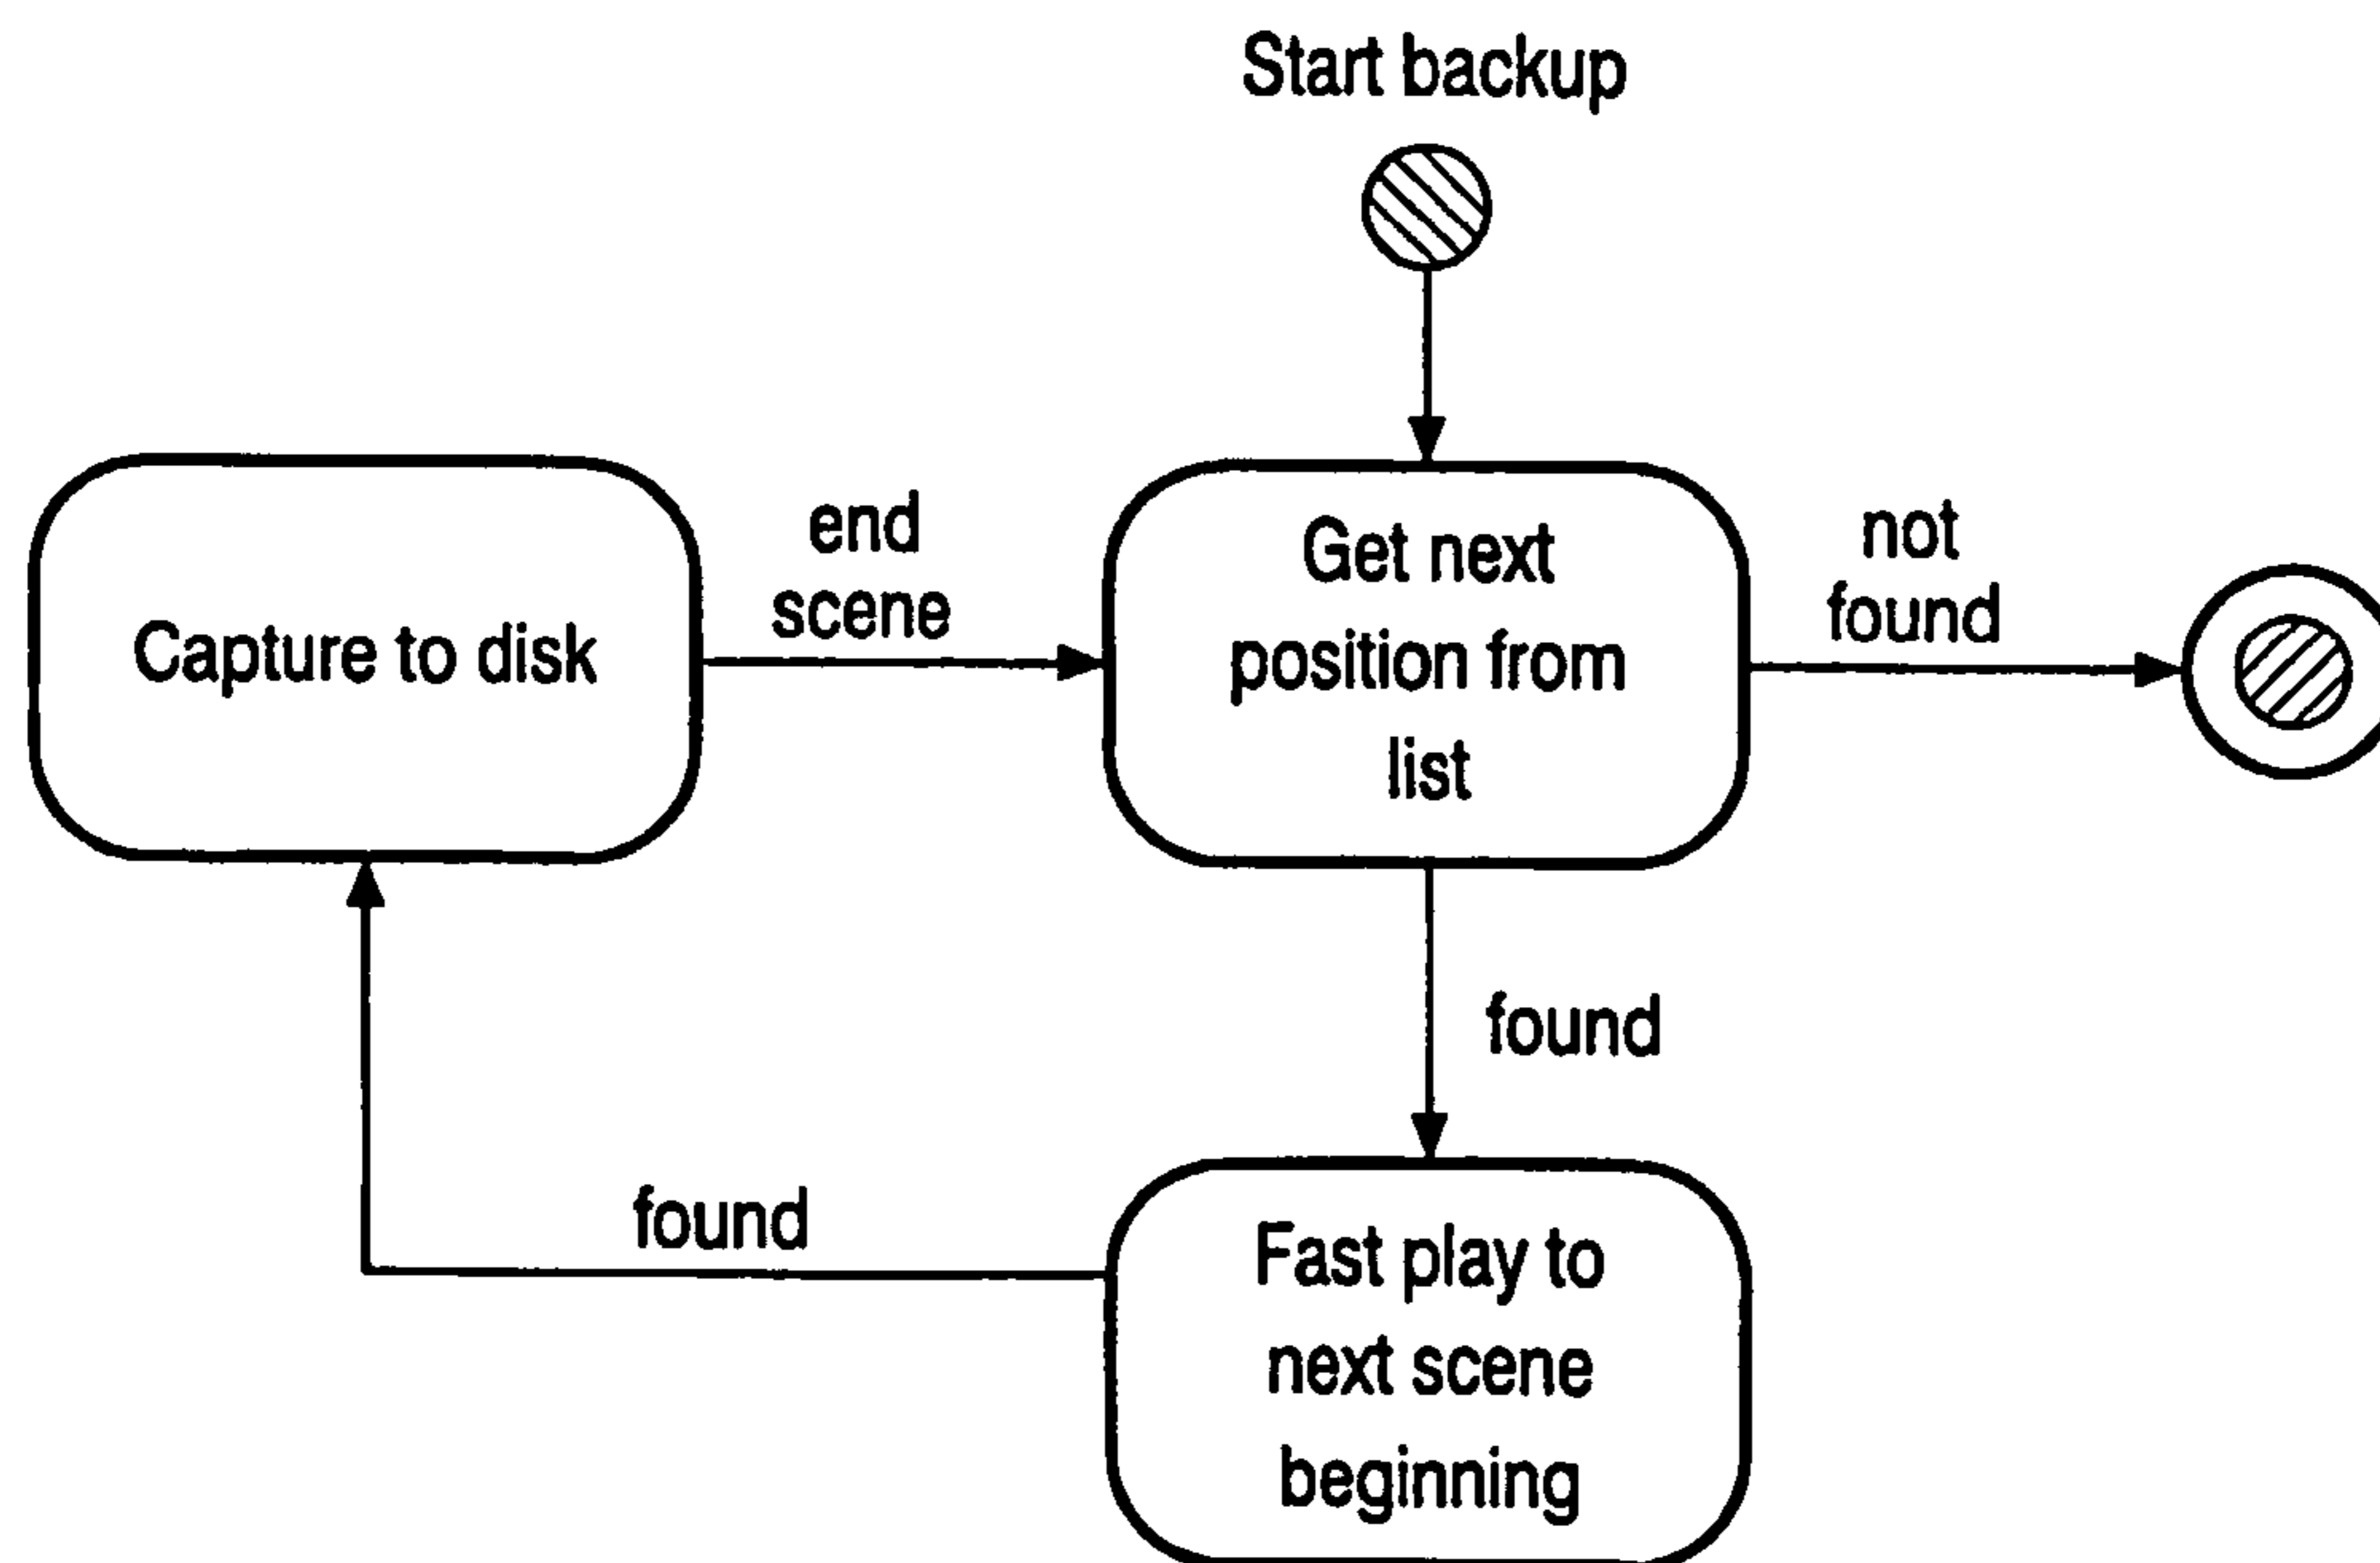 Start backup
Capture to disk
end
scene
Get next
position from
list
not
found
found
found
Fast play to
next scene
beginning